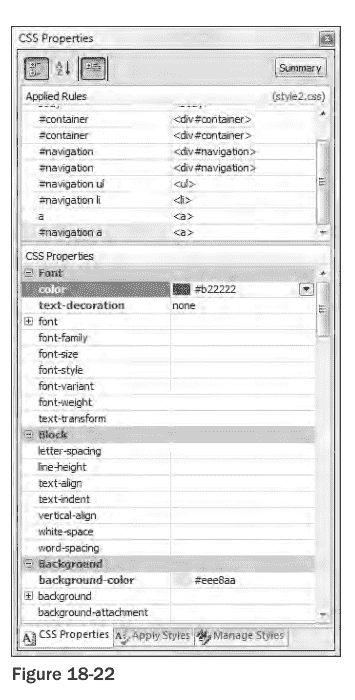 CSS Properties
Summary
Applied Rules (style2.css)
#container <div#container>
#container <div#container>
#navigation <div#navigation>
#navigation <div#navigation>
#navigation ul <ul>
#navigation li <li>
a <a>
#navigation a <a>
CSS Properties
Font
color #b22222
text-decoration none
font
font-family
font-size
font-style
font-variant
font-weight
text-transform
Block
letter-spacing
line-height
text-align
text-indent
vertical-align
white-space
word-spacing
Background
background-color #eee8aa
background
background-attachment
CSS Properties Apply Styles Manage Styles
Figure 18-22